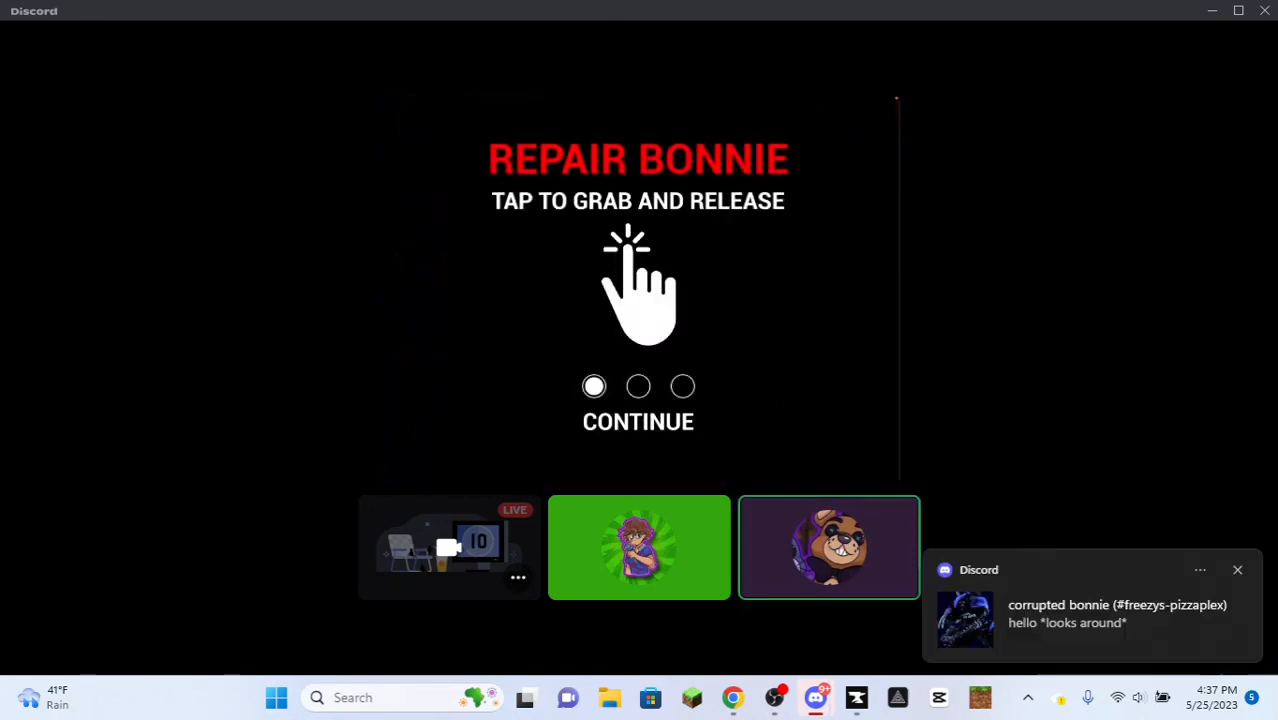 Discord
REPAIR BONNIE
TAP TO GRAB AND RELEASE
CONTINUE
LIVE
10
Discord
corrupted bonnie (#freezys-pizzaplex)
hello *looks around*
41°F
Rain
Search
9+
4:37 PM
5/25/2023
5